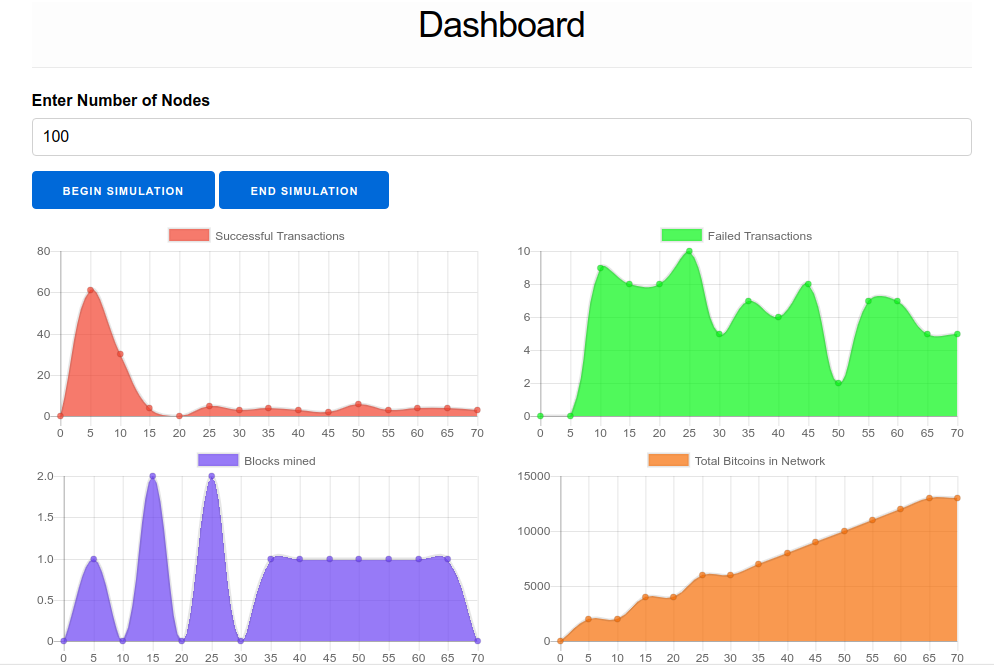 Dashboard
Enter Number of Nodes
100
BEGIN SIMULATION END SIMULATION
Successful Transactions
80
60
40
20
0
0 5 10 15 20 25 30 35 40 45 50 55 60 65 70
Failed Transactions
10
8
6
4
2
0
0 5 10 15 20 25 30 35 40 45 50 55 60 65 70
Blocks mined
2.0
1.5
1.0
0.5
0
0 5 10 15 20 25 30 35 40 45 50 55 60 65 70
Total Bitcoins in Network
15000
10000
5000
0
0 5 10 15 20 25 30 35 40 45 50 55 60 65 70